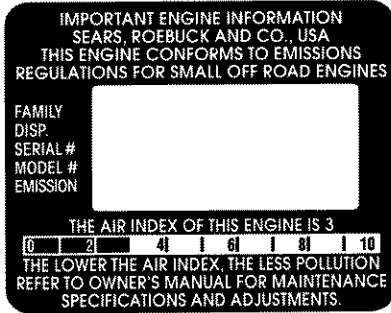 IMPORTANT ENGINE INFORMATION
SEARS, ROEBUCK AND CO., USA
THIS ENGINE CONFORMS TO EMISSIONS
REGULATIONS FOR SMALL OFF ROAD ENGINES
FAMILY
DISP.
SERIAL #
MODEL #
EMISSION
THE AIR INDEX OF THIS ENGINE IS 3
0 2 4 6 8 10
THE LOWER THE AIR INDEX, THE LESS POLLUTION
REFER TO OWNER'S MANUAL FOR MAINTENANCE
SPECIFICATIONS AND ADJUSTMENTS.